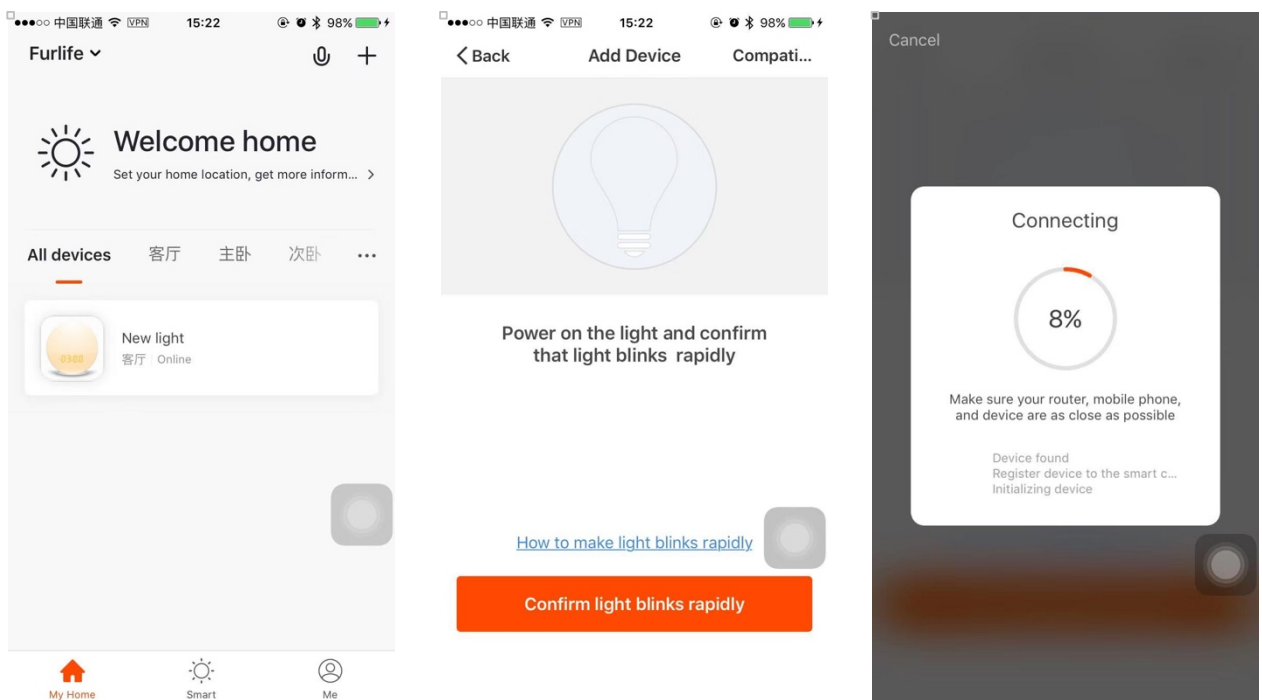 中国联通 VPN 15:22 98%
Furlife
Welcome home
Set your home location, get more inform...
All devices 客厅 主卧 次卧 ...
0300
New light
客厅 Online
My Home Smart Me
中国联通 VPN 15:22 98%
Back Add Device Compati...
Power on the light and confirm
that light blinks rapidly
How to make light blinks rapidly
Confirm light blinks rapidly
Cancel
Connecting
8%
Make sure your router, mobile phone,
and device are as close as possible
Device found
Register device to the smart c...
Initializing device